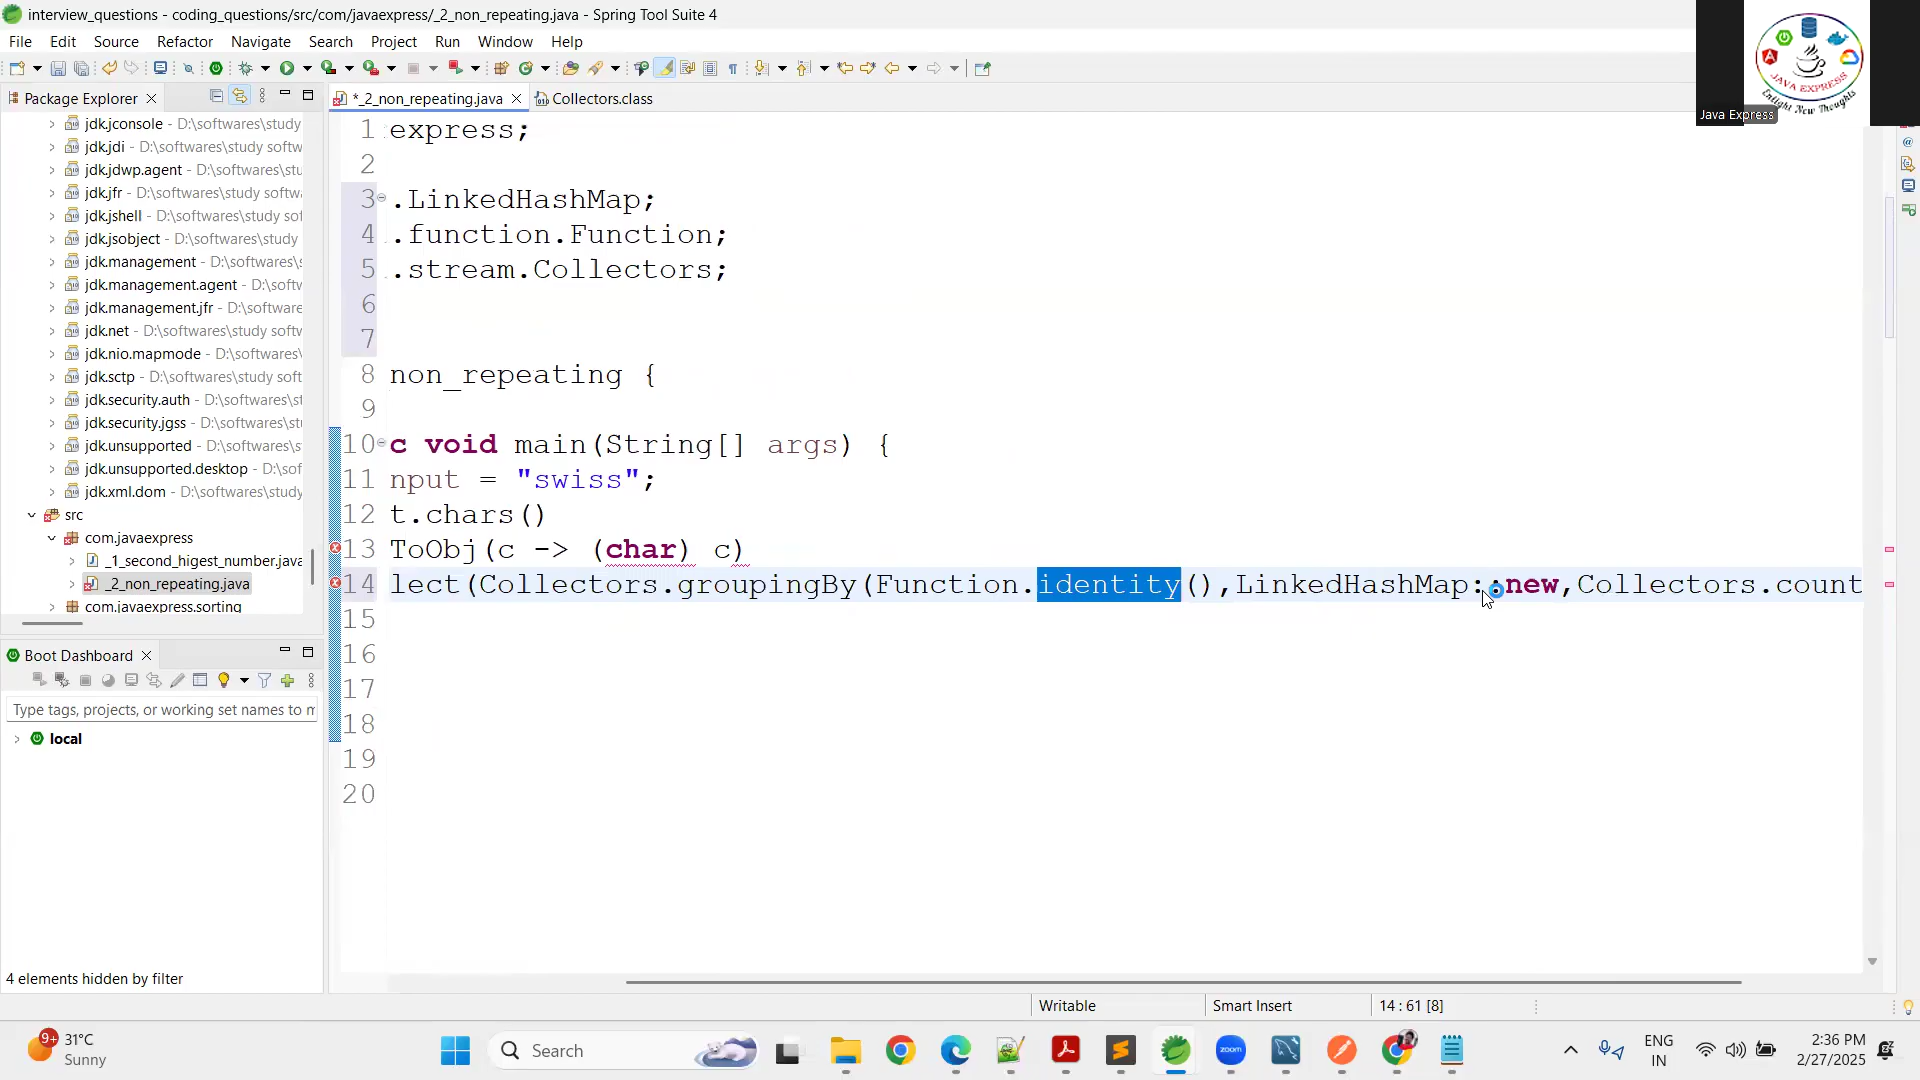 interview_questions - coding_questions/src/com/javaexpress/_2_non_repeating.java - Spring Tool Suite 4
File Edit Source Refactor Navigate Search Project Run Window Help
JAVA EXPRESS
Enlight New Thoughts
Java Express
Package Explorer
*_2_non_repeating.java
Collectors.class
jdk.jconsole - D:\softwares\study
jdk.jdi - D:\softwares\study softw
jdk.jdwp.agent - D:\softwares\stu
jdk.jfr - D:\softwares\study softwa
jdk.jshell - D:\softwares\study sof
jdk.jsobject - D:\softwares\study
jdk.management - D:\softwares\s
jdk.management.agent - D:\softw
jdk.management.jfr - D:\software
jdk.net - D:\softwares\study softw
jdk.nio.mapmode - D:\softwares\
jdk.sctp - D:\softwares\study soft
jdk.security.auth - D:\softwares\st
jdk.security.jgss - D:\softwares\stu
jdk.unsupported - D:\softwares\s
jdk.unsupported.desktop - D:\sof
jdk.xml.dom - D:\softwares\study
src
com.javaexpress
_1_second_higest_number.java
_2_non_repeating.java
com.javaexpress.sorting
1 express;
2
3 .LinkedHashMap;
4 .function.Function;
5 .stream.Collectors;
6
7
8 non_repeating {
9
10 c void main(String[] args) {
11 nput = "swiss";
12 t.chars()
13 ToObj(c -> (char) c)
14 lect(Collectors.groupingBy(Function.identity(),LinkedHashMap::new,Collectors.count
15
16
17
18
19
20
Boot Dashboard
Type tags, projects, or working set names to m
local
4 elements hidden by filter
Writable
Smart Insert
14 : 61 [8]
9+
31°C
Sunny
Search
zoom
ENG
IN
2:36 PM
2/27/2025